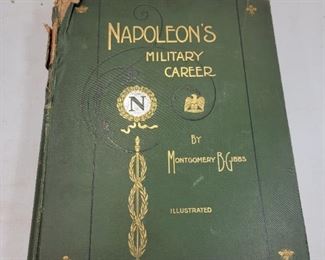 NAPOLEON'S
MILITARY
CAREER
N
BY
MONTGOMERY B. GIBBS
ILLUSTRATED